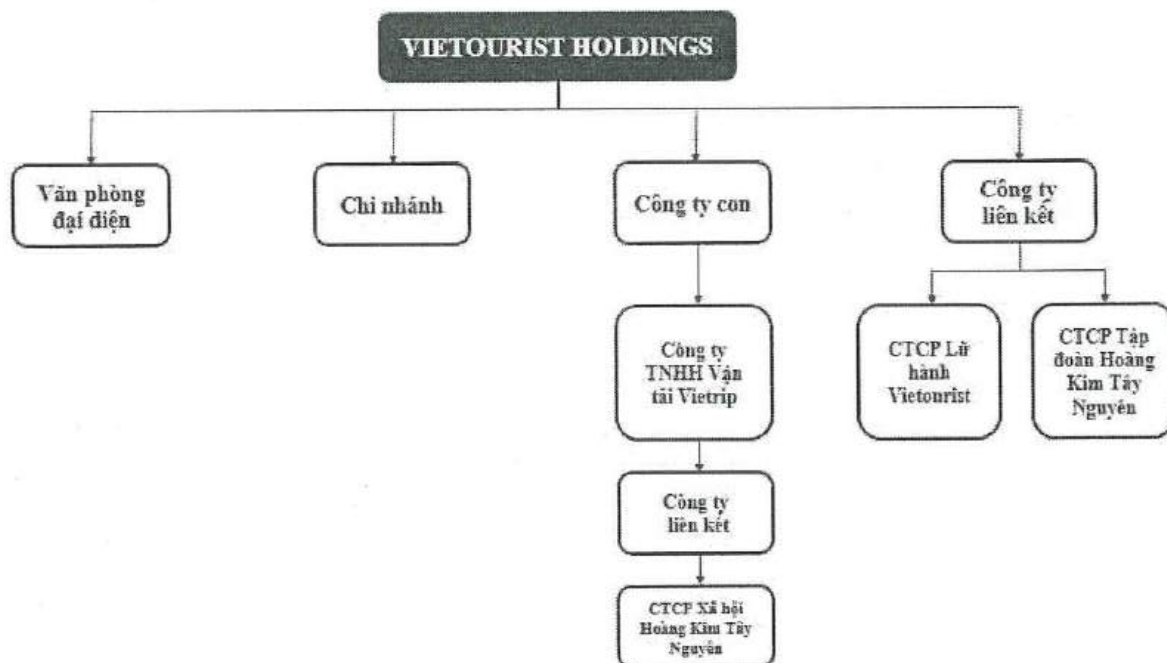 VIETOURIST HOLDINGS
Văn phòng
đại diện
Chi nhánh
Công ty con
Công ty
liên kết
Công ty
TNHH Vận
tải Vietrip
CTCP Lữ
hành
Vietourist
CTCP Tập
đoàn Hoàng
Kim Tây
Nguyên
Công ty
liên kết
CTCP Xã hội
Hoàng Kim Tây
Nguyên